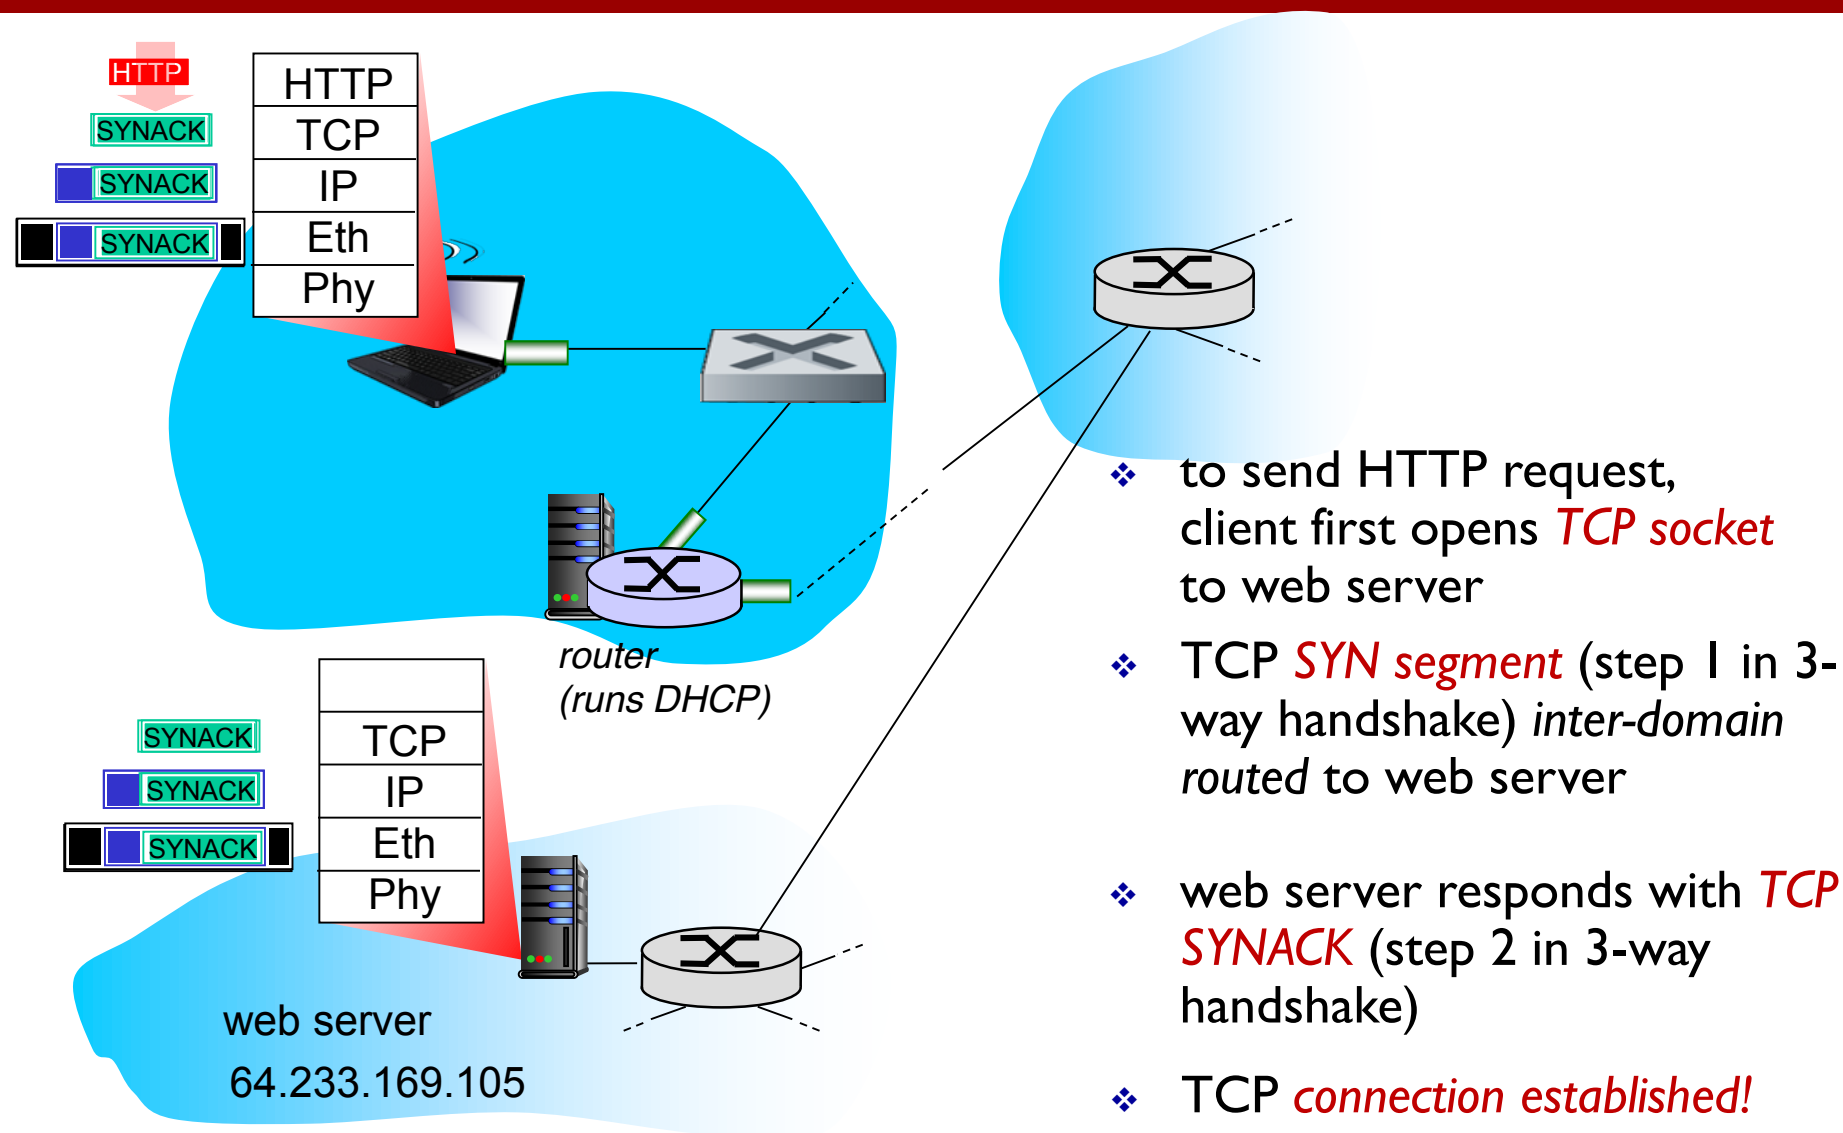 HTTP
SYNACK
SYNACK
SYNACK
HTTP
TCP
IP
Eth
Phy
router
(runs DHCP)
SYNACK
SYNACK
SYNACK
TCP
IP
Eth
Phy
web server
64.233.169.105
❖ to send HTTP request,
client first opens TCP socket
to web server
❖ TCP SYN segment (step 1 in 3-
way handshake) inter-domain
routed to web server
❖ web server responds with TCP
SYNACK (step 2 in 3-way
handshake)
❖ TCP connection established!